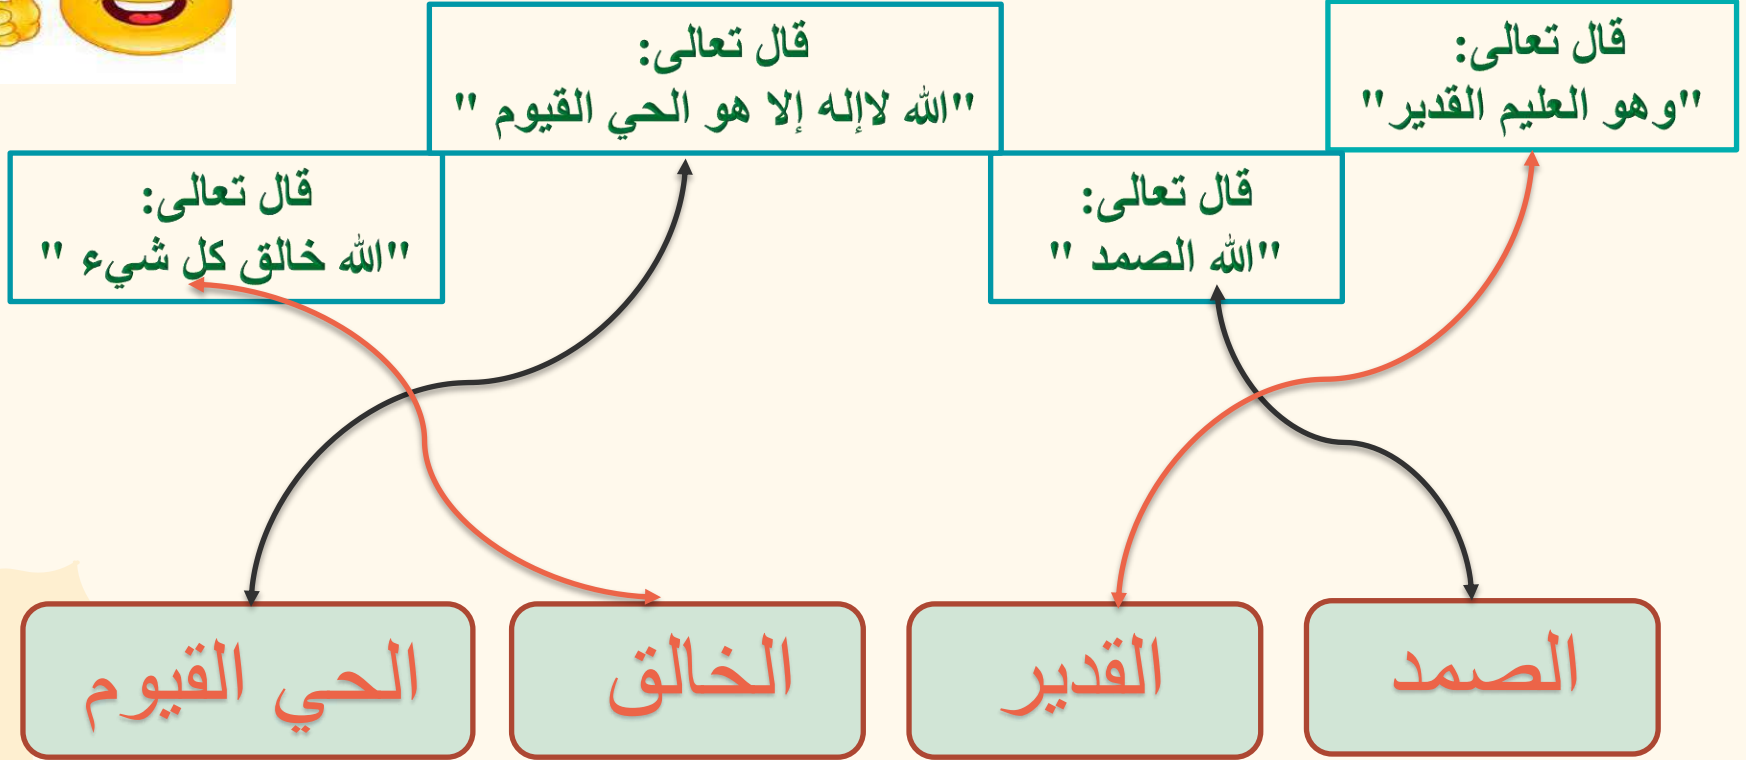 قال تعالى:
"وهو العليم القدير"
قال تعالى:
"الله لاإله إلا هو الحي القيوم "
قال تعالى:
"الله الصمد "
قال تعالى:
"الله خالق كل شيء "
الصمد
القدير
الخالق
الحي القيوم